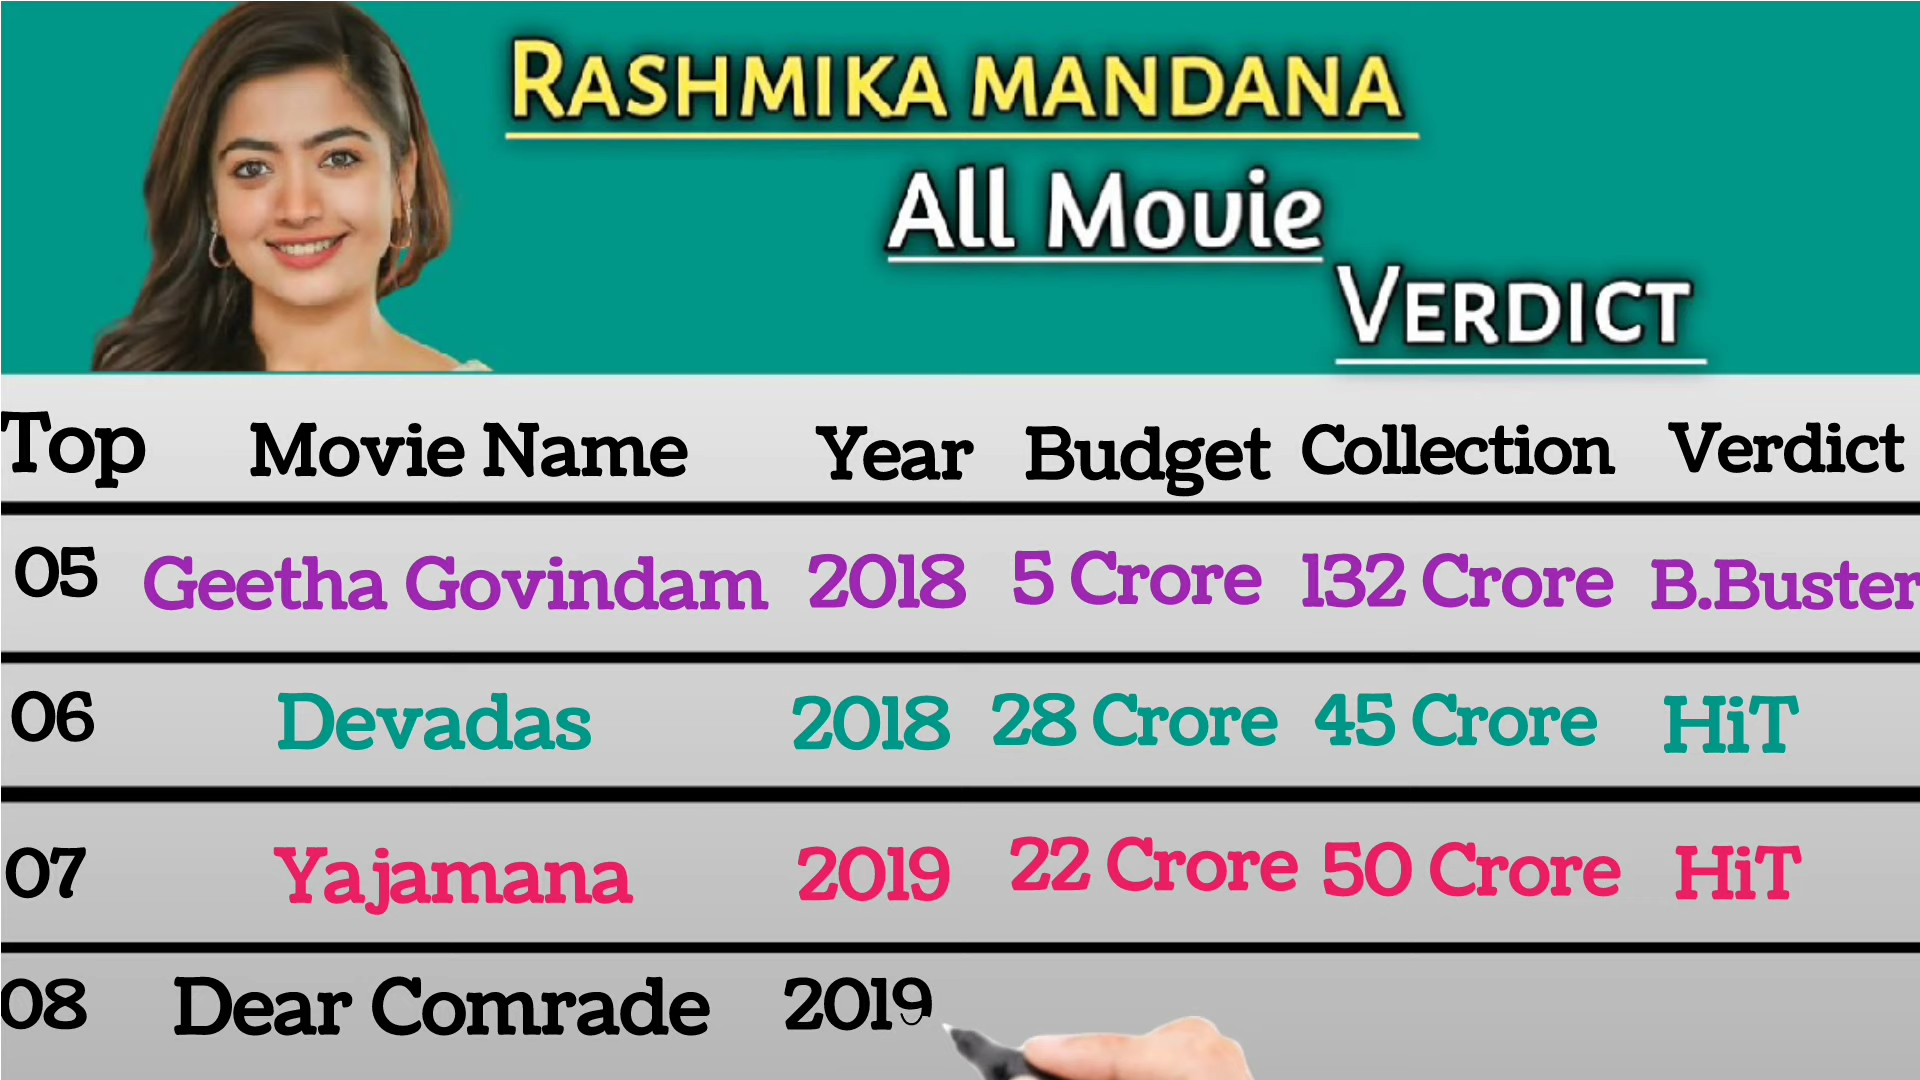 RASHMIKA MANDANA
All Movie
VERDICT
Top Movie Name Year Budget Collection Verdict
05 Geetha Govindam 2018 5 Crore 132 Crore B.Buster
06 Devadas 2018 28 Crore 45 Crore HiT
07 Yajamana 2019 22 Crore 50 Crore HiT
08 Dear Comrade 2019